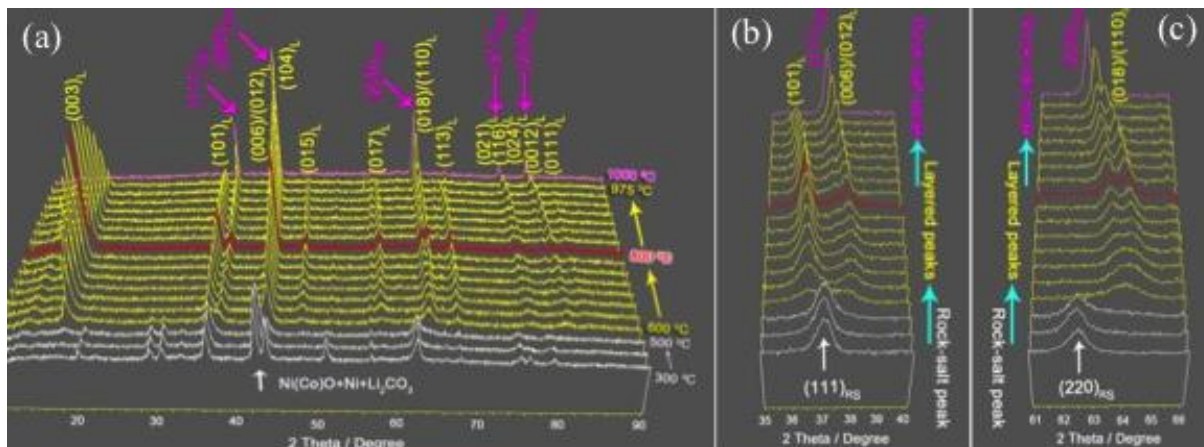 (a)
(003)L
(101)L
(006)/(012)L
(104)L
(015)L
(017)L
(018)/(110)L
(113)L
(021)L
(116)L
(024)L
(0012)L
(0111)L
1000 °C
975 °C
800 °C
600 °C
500 °C
300 °C
Ni(Co)O+Ni+Li2CO3
20 30 40 50 60 70 80 90
2 Theta / Degree
(b)
(101)L
(006)/(012)L
Layered peaks
Rock-salt peak
(111)RS
35 36 37 38 39 40
2 Theta / Degree
(c)
(018)/(110)L
Layered peaks
Rock-salt peak
(220)RS
61 62 63 64 65 66
2 Theta / Degree